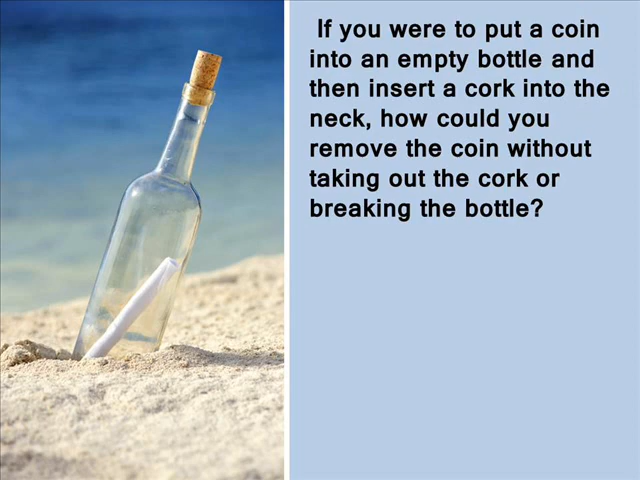 If you were to put a coin
into an empty bottle and
then insert a cork into the
neck, how could you
remove the coin without
taking out the cork or
breaking the bottle?